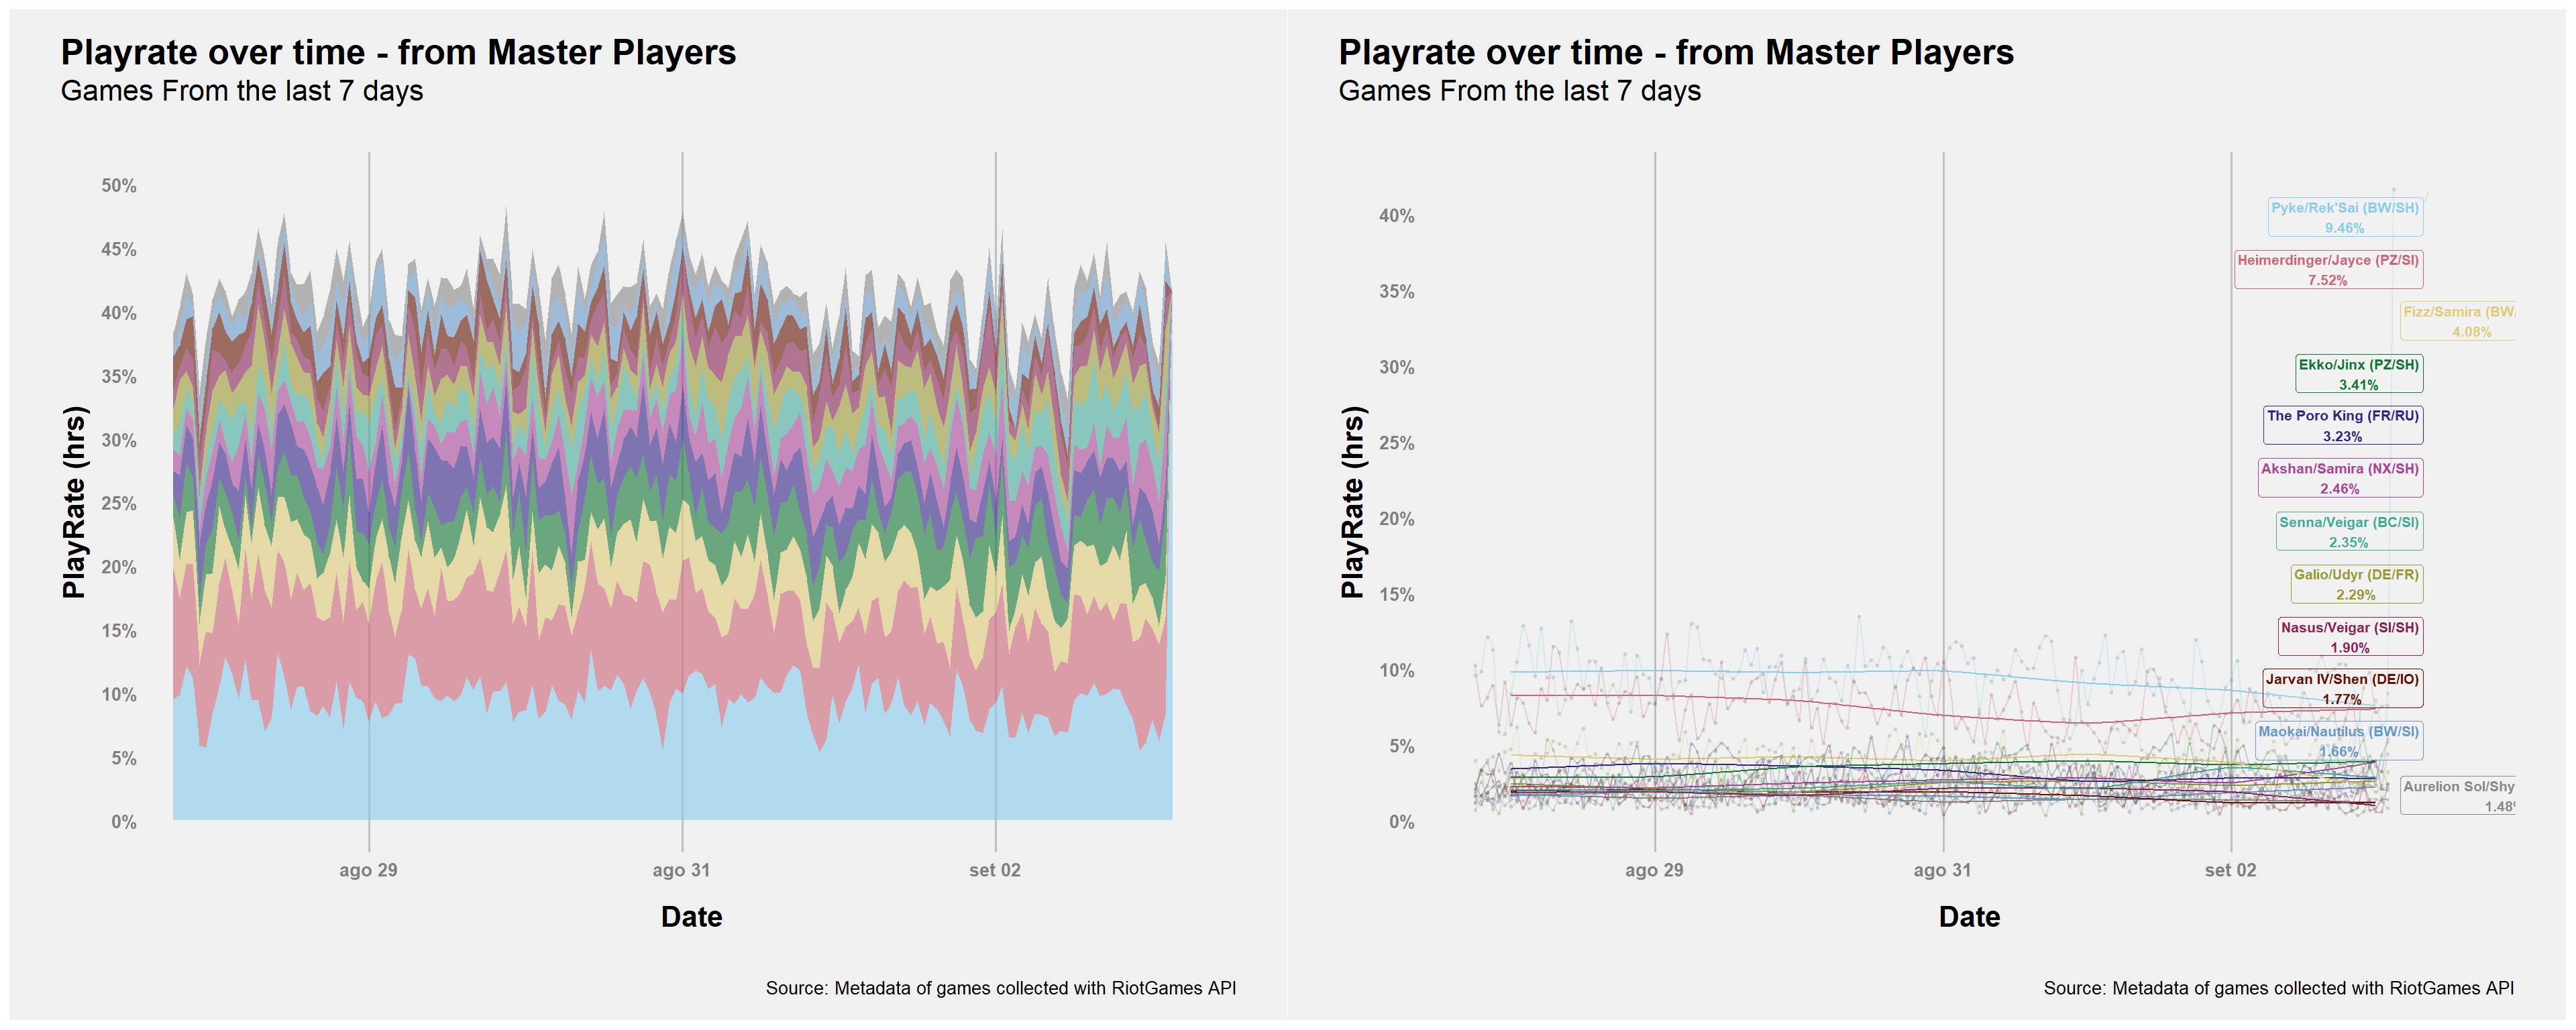 Playrate over time - from Master Players
Games From the last 7 days
50%
45%
40%
35%
30%
25%
20%
15%
10%
5%
0%
PlayRate (hrs)
ago 29
ago 31
set 02
Date
Source: Metadata of games collected with RiotGames API
Playrate over time - from Master Players
Games From the last 7 days
40%
35%
30%
25%
20%
15%
10%
5%
0%
PlayRate (hrs)
Pyke/Rek'Sai (BW/SH)
9.46%
Heimerdinger/Jayce (PZ/SI)
7.52%
Fizz/Samira (BW
4.08%
Ekko/Jinx (PZ/SH)
3.41%
The Poro King (FR/RU)
3.23%
Akshan/Samira (NX/SH)
2.46%
Senna/Veigar (BC/SI)
2.35%
Galio/Udyr (DE/FR)
2.29%
Nasus/Veigar (SI/SH)
1.90%
Jarvan IV/Shen (DE/IO)
1.77%
Maokai/Nautilus (BW/SI)
1.66%
Aurelion Sol/Shy
1.48%
ago 29
ago 31
set 02
Date
Source: Metadata of games collected with RiotGames API